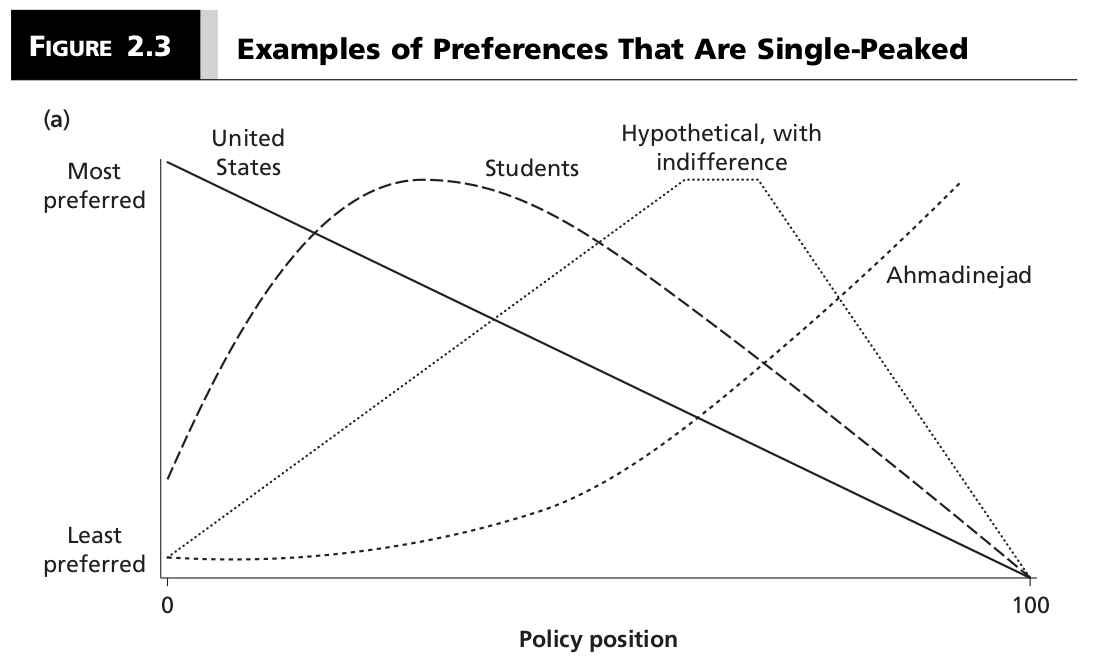 FIGURE 2.3
Examples of Preferences That Are Single-Peaked
(a)
United
States
Most
preferred
Students
Hypothetical, with
indifference
Ahmadinejad
Least
preferred
0
100
Policy position